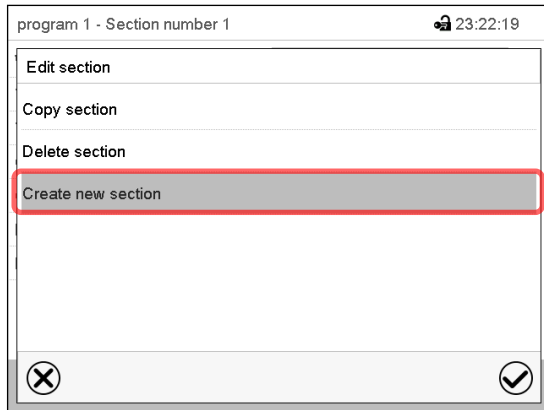 program 1 - Section number 1 23:22:19
Edit section
Copy section
Delete section
Create new section